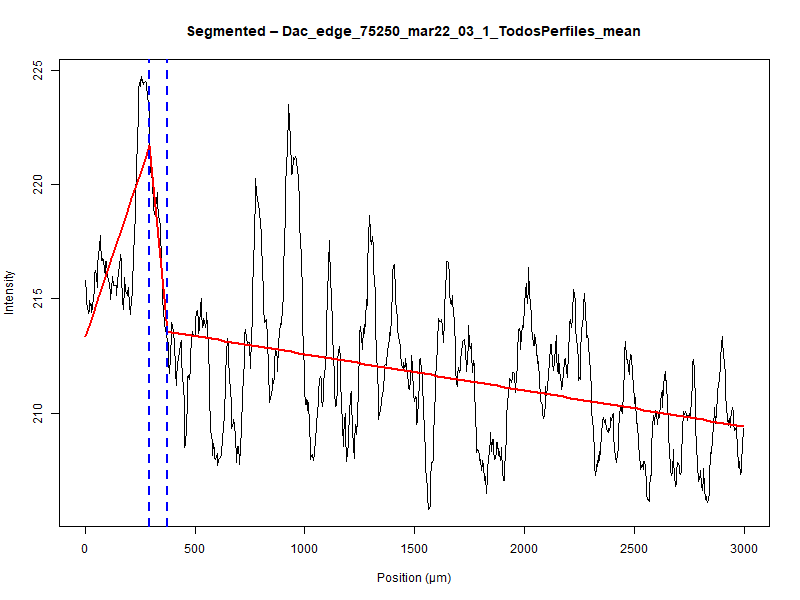 Segmented – Dac_edge_75250_mar22_03_1_TodosPerfiles_mean
225
220
215
210
Intensity
0 500 1000 1500 2000 2500 3000
Position (µm)